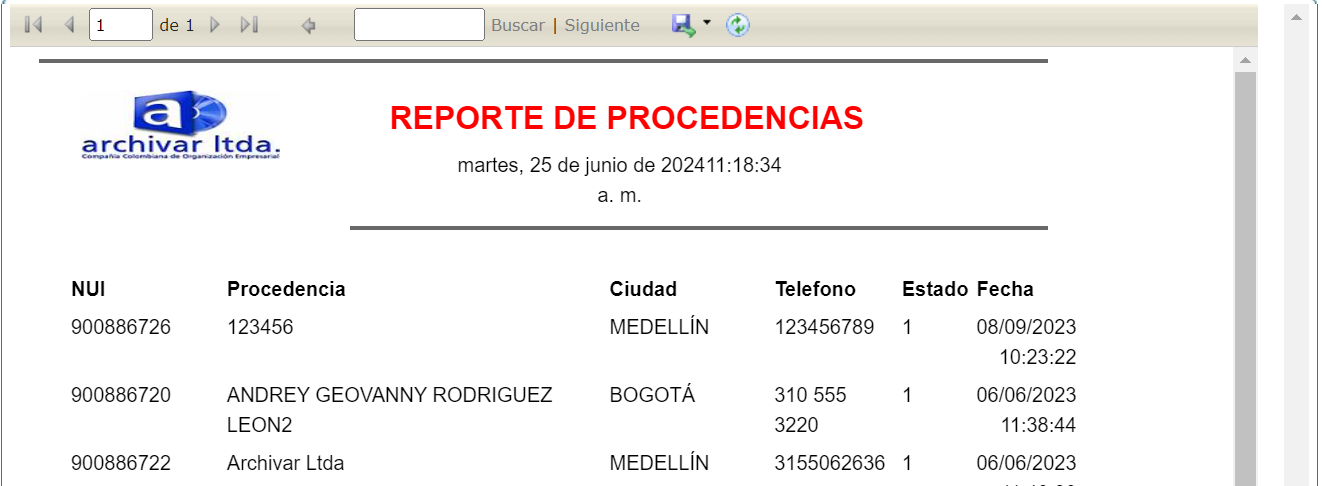 1 de 1 Buscar | Siguiente
a
archivar ltda.
Compañía Colombiana de Organización Empresarial
REPORTE DE PROCEDENCIAS
martes, 25 de junio de 202411:18:34
a. m.
NUI Procedencia Ciudad Telefono Estado Fecha
900886726 123456 MEDELLÍN 123456789 1 08/09/2023
10:23:22
900886720 ANDREY GEOVANNY RODRIGUEZ BOGOTÁ 310 555 1 06/06/2023
LEON2 3220 11:38:44
900886722 Archivar Ltda MEDELLÍN 3155062636 1 06/06/2023